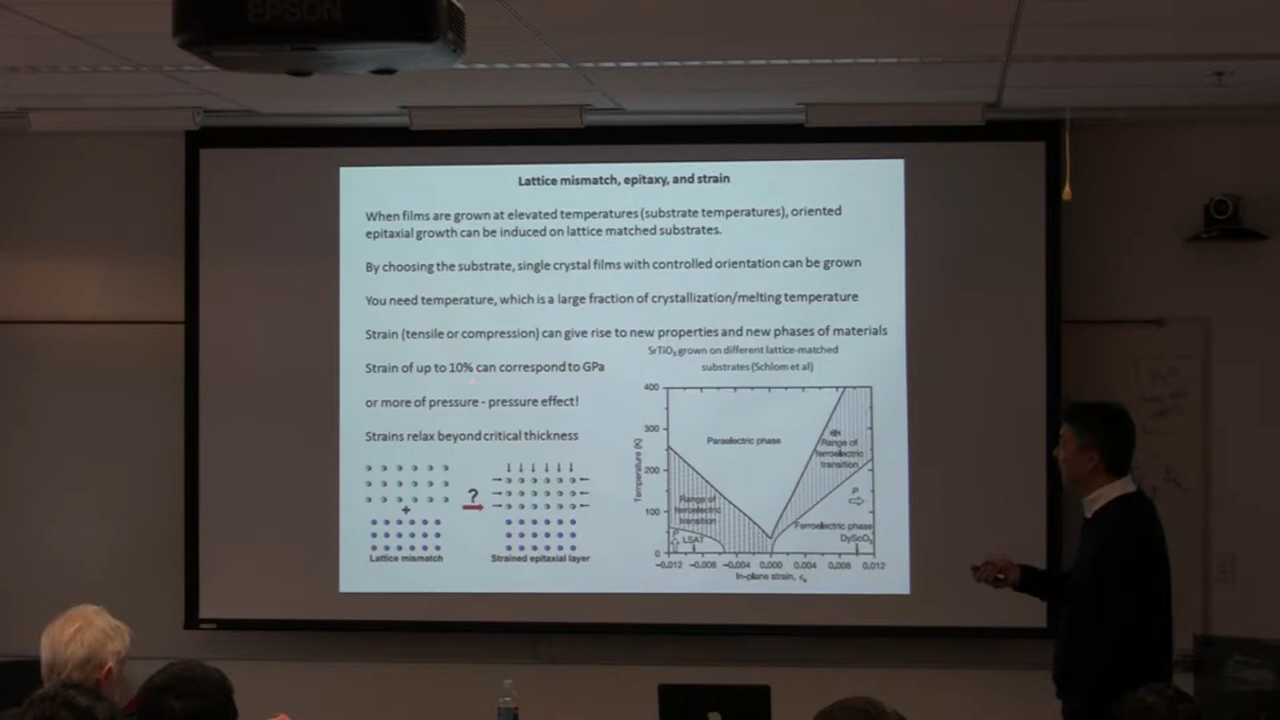 EPSON
Lattice mismatch, epitaxy, and strain
When films are grown at elevated temperatures (substrate temperatures), oriented
epitaxial growth can be induced on lattice matched substrates.
By choosing the substrate, single crystal films with controlled orientation can be grown
You need temperature, which is a large fraction of crystallization/melting temperature
Strain (tensile or compression) can give rise to new properties and new phases of materials
Strain of up to 10% can correspond to GPa
or more of pressure - pressure effect!
Strains relax beyond critical thickness
+
?
Lattice mismatch
Strained epitaxial layer
SrTiO3 grown on different lattice-matched
substrates (Schlom et al)
400
300
200
100
0
Temperature (K)
Paraelectric phase
Range of
ferroelectric
transition
Range of
ferroelectric
transition
P
Ferroelectric phase
DyScO3
P
LSAT
-0.012 -0.008 -0.004 0.000 0.004 0.008 0.012
In-plane strain, εs